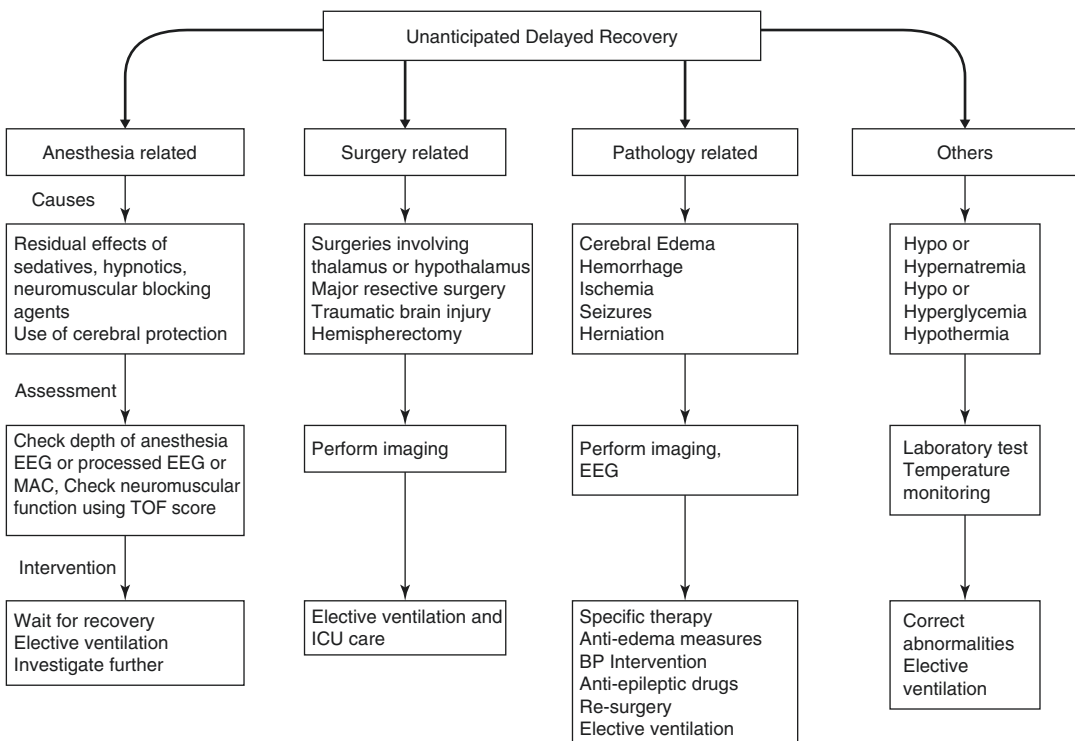 Unanticipated Delayed Recovery
Anesthesia related
Surgery related
Pathology related
Others
Causes
Residual effects of
sedatives, hypnotics,
neuromuscular blocking
agents
Use of cerebral protection
Surgeries involving
thalamus or hypothalamus
Major resective surgery
Traumatic brain injury
Hemispherectomy
Cerebral Edema
Hemorrhage
Ischemia
Seizures
Herniation
Hypo or
Hypernatremia
Hypo or
Hyperglycemia
Hypothermia
Assessment
Check depth of anesthesia
EEG or processed EEG or
MAC, Check neuromuscular
function using TOF score
Perform imaging
Perform imaging,
EEG
Laboratory test
Temperature
monitoring
Intervention
Wait for recovery
Elective ventilation
Investigate further
Elective ventilation and
ICU care
Specific therapy
Anti-edema measures
BP Intervention
Anti-epileptic drugs
Re-surgery
Elective ventilation
Correct
abnormalities
Elective
ventilation